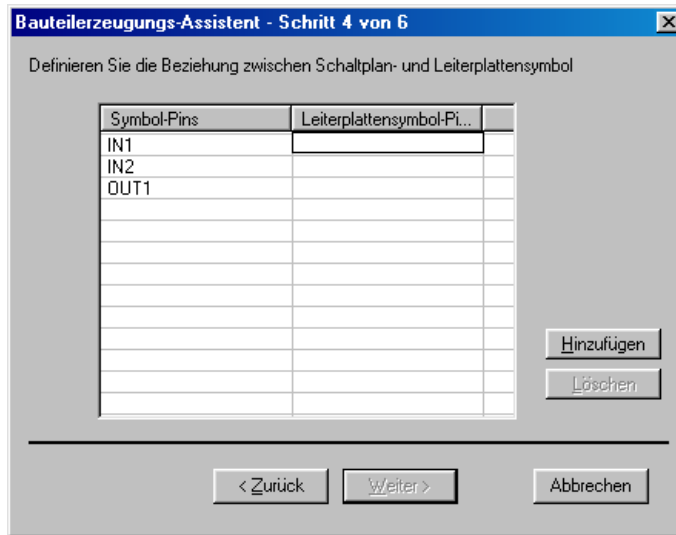 Bauteilerzeugungs-Assistent - Schritt 4 von 6
Definieren Sie die Beziehung zwischen Schaltplan- und Leiterplattensymbol
Symbol-Pins Leiterplattensymbol-Pi...
IN1
IN2
OUT1
Hinzufügen
Löschen
< Zurück Weiter > Abbrechen